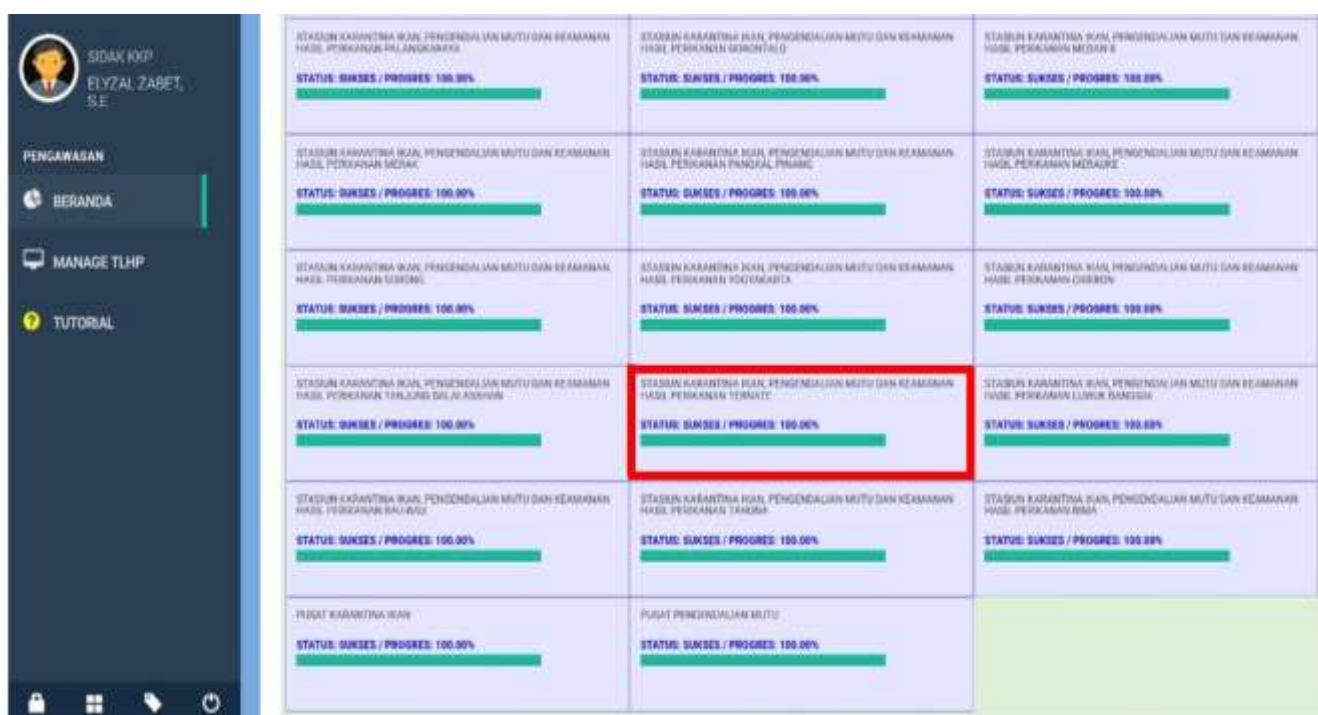 SIDAK KKP
ELYZAL ZABET,
S.E
PENGAWASAN
BERANDA
MANAGE TLHP
TUTORIAL
STASIUN KARANTINA IKAN, PENGENDALIAN MUTU DAN KEAMANAN
HASIL PERIKANAN PALANGKARAYA
STATUS: SUKSES / PROGRES: 100.00%
STASIUN KARANTINA IKAN, PENGENDALIAN MUTU DAN KEAMANAN
HASIL PERIKANAN GORONTALO
STATUS: SUKSES / PROGRES: 100.00%
STASIUN KARANTINA IKAN, PENGENDALIAN MUTU DAN KEAMANAN
HASIL PERIKANAN MEDAN II
STATUS: SUKSES / PROGRES: 100.00%
STASIUN KARANTINA IKAN, PENGENDALIAN MUTU DAN KEAMANAN
HASIL PERIKANAN MERAK
STATUS: SUKSES / PROGRES: 100.00%
STASIUN KARANTINA IKAN, PENGENDALIAN MUTU DAN KEAMANAN
HASIL PERIKANAN PANGKAL PINANG
STATUS: SUKSES / PROGRES: 100.00%
STASIUN KARANTINA IKAN, PENGENDALIAN MUTU DAN KEAMANAN
HASIL PERIKANAN MERAUKE
STATUS: SUKSES / PROGRES: 100.00%
STASIUN KARANTINA IKAN, PENGENDALIAN MUTU DAN KEAMANAN
HASIL PERIKANAN SORONG
STATUS: SUKSES / PROGRES: 100.00%
STASIUN KARANTINA IKAN, PENGENDALIAN MUTU DAN KEAMANAN
HASIL PERIKANAN YOGYAKARTA
STATUS: SUKSES / PROGRES: 100.00%
STASIUN KARANTINA IKAN, PENGENDALIAN MUTU DAN KEAMANAN
HASIL PERIKANAN CIREBON
STATUS: SUKSES / PROGRES: 100.00%
STASIUN KARANTINA IKAN, PENGENDALIAN MUTU DAN KEAMANAN
HASIL PERIKANAN TANJUNG BALAI ASAHAN
STATUS: SUKSES / PROGRES: 100.00%
STASIUN KARANTINA IKAN, PENGENDALIAN MUTU DAN KEAMANAN
HASIL PERIKANAN TERNATE
STATUS: SUKSES / PROGRES: 100.00%
STASIUN KARANTINA IKAN, PENGENDALIAN MUTU DAN KEAMANAN
HASIL PERIKANAN LUWUK BANGGAI
STATUS: SUKSES / PROGRES: 100.00%
STASIUN KARANTINA IKAN, PENGENDALIAN MUTU DAN KEAMANAN
HASIL PERIKANAN BAU-BAU
STATUS: SUKSES / PROGRES: 100.00%
STASIUN KARANTINA IKAN, PENGENDALIAN MUTU DAN KEAMANAN
HASIL PERIKANAN TAHUNA
STATUS: SUKSES / PROGRES: 100.00%
STASIUN KARANTINA IKAN, PENGENDALIAN MUTU DAN KEAMANAN
HASIL PERIKANAN BIMA
STATUS: SUKSES / PROGRES: 100.00%
PUSAT KARANTINA IKAN
STATUS: SUKSES / PROGRES: 100.00%
PUSAT PENGENDALIAN MUTU
STATUS: SUKSES / PROGRES: 100.00%